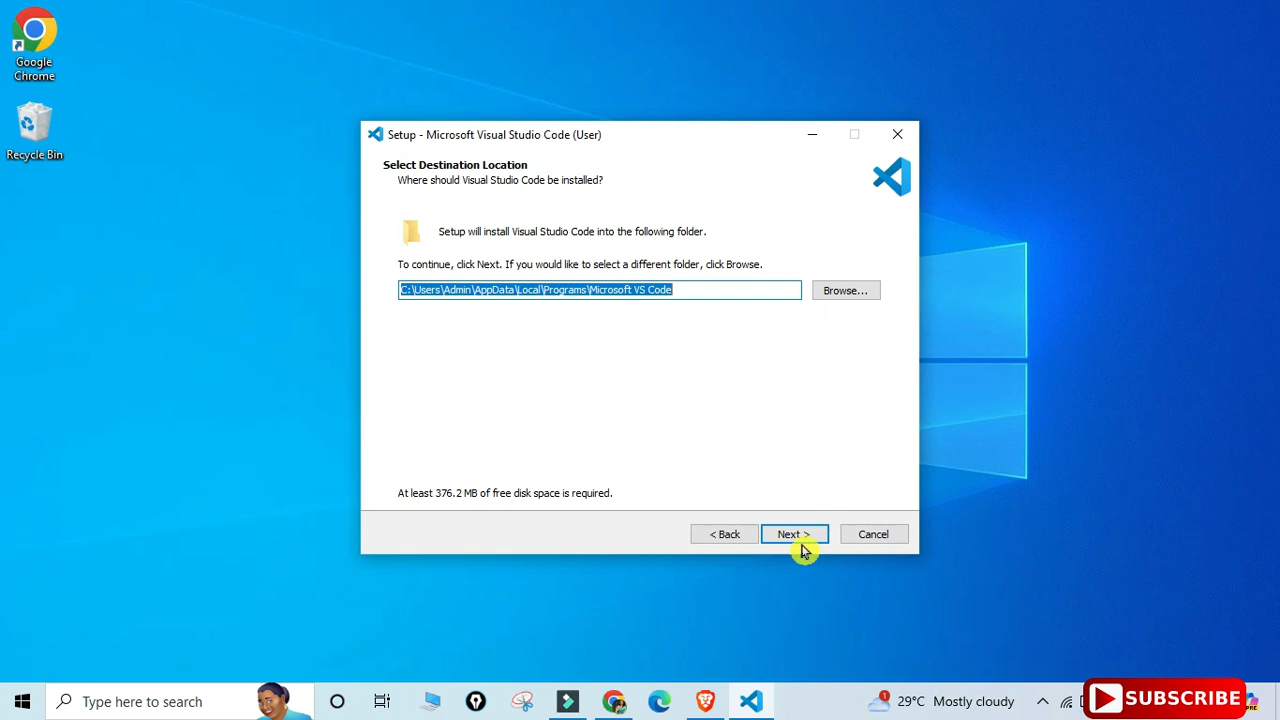 Google
Chrome
Recycle Bin
Setup - Microsoft Visual Studio Code (User)
Select Destination Location
Where should Visual Studio Code be installed?
Setup will install Visual Studio Code into the following folder.
To continue, click Next. If you would like to select a different folder, click Browse.
C:\Users\Admin\AppData\Local\Programs\Microsoft VS Code
Browse...
At least 376.2 MB of free disk space is required.
< Back
Next >
Cancel
Type here to search
1
29°C Mostly cloudy
SUBSCRIBE
PRE